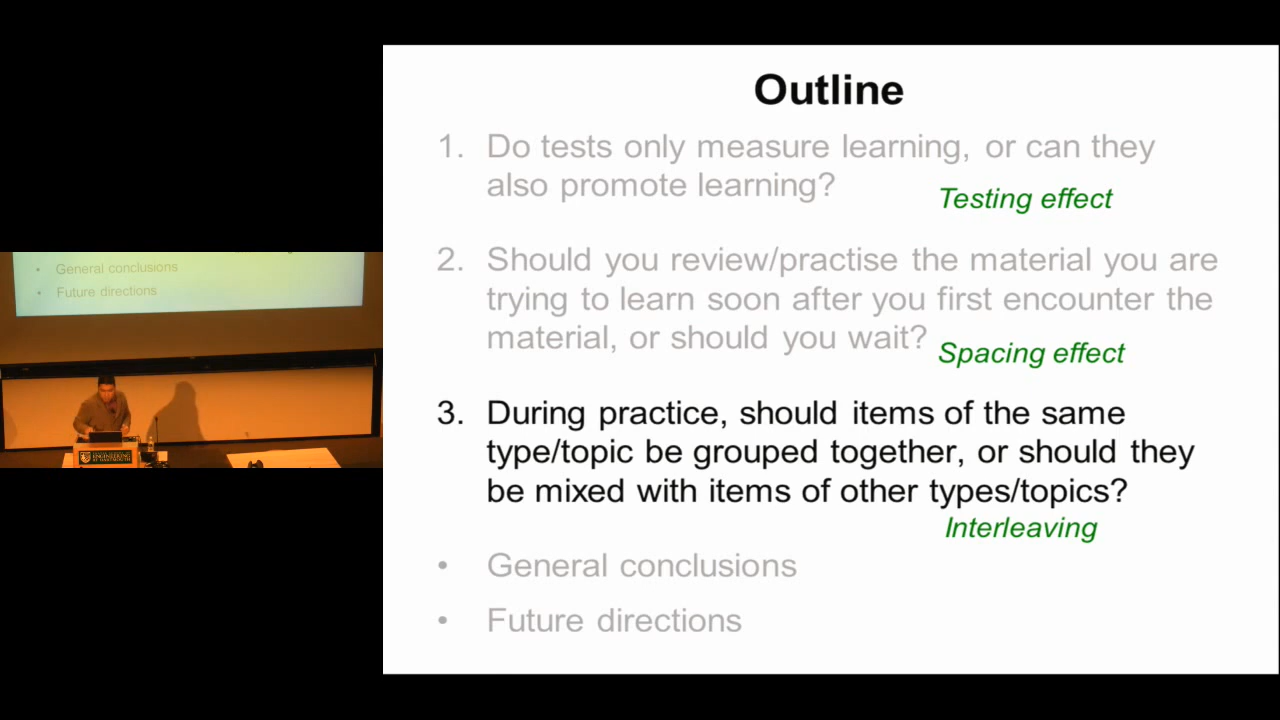 Outline
1. Do tests only measure learning, or can they
also promote learning?
Testing effect
2. Should you review/practise the material you are
trying to learn soon after you first encounter the
material, or should you wait?
Spacing effect
3. During practice, should items of the same
type/topic be grouped together, or should they
be mixed with items of other types/topics?
Interleaving
• General conclusions
• Future directions
• General conclusions
• Future directions
ENGINEERING
AT DARTMOUTH